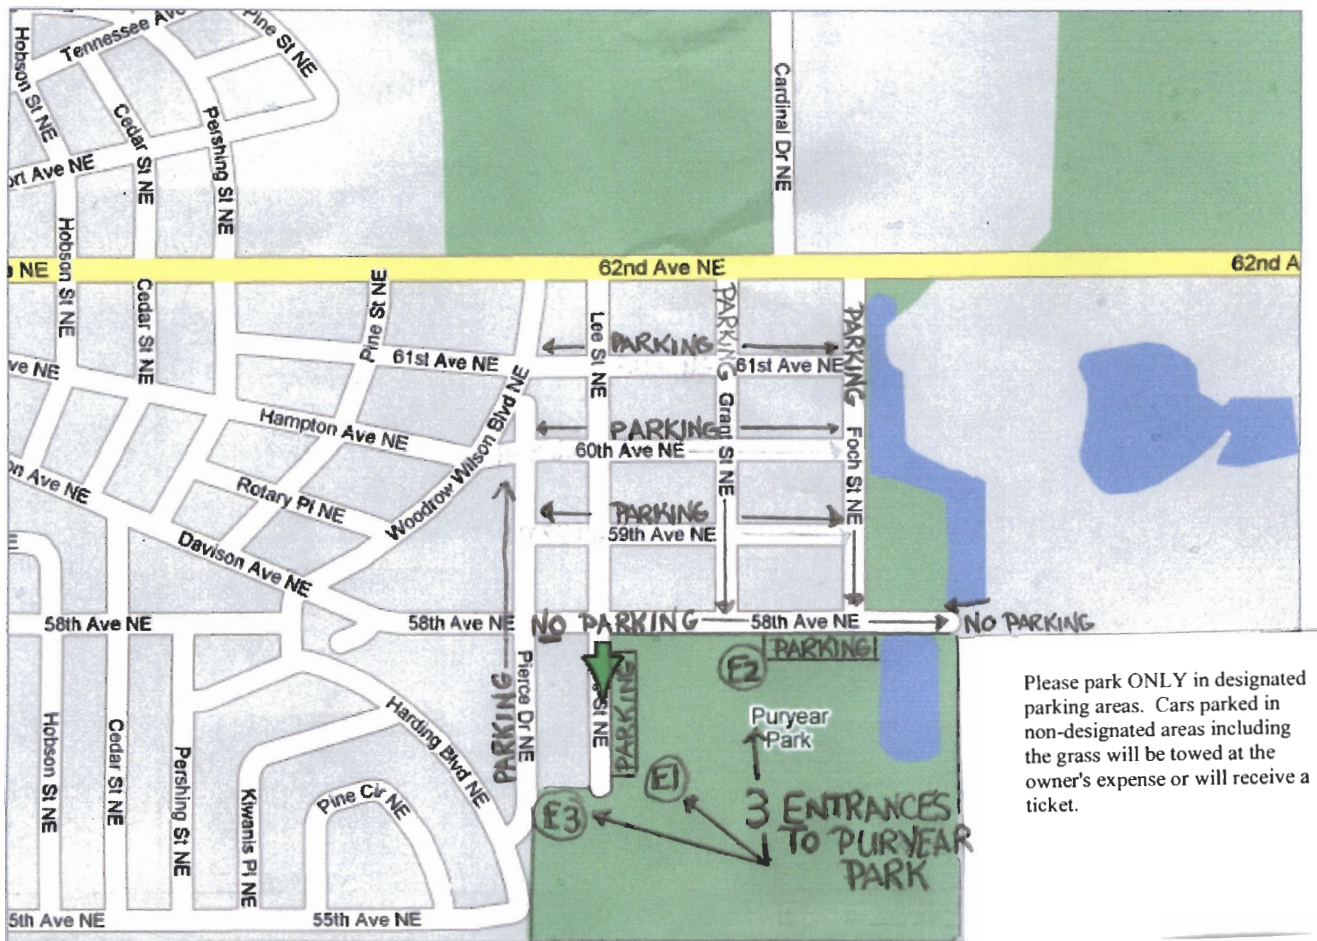 Tennessee Ave
Pine St NE
Hobson St NE
Cedar St NE
Pershing St NE
Cardinal Dr NE
ort Ave NE
Hobson St NE
NE
62nd Ave NE
62nd A
Hobson St NE
Cedar St NE
Pine St NE
Lee St NE
PARKING
PARKING
PARKING
61st Ave NE
61st Ave NE
ve NE
Hampton Ave NE
Woodrow Wilson Blvd NE
PARKING
Grant St NE
Foch St NE
60th Ave NE
on Ave NE
Rotary Pl NE
PARKING
59th Ave NE
Davison Ave NE
E
58th Ave NE
58th Ave NE
NO PARKING
58th Ave NE
NO PARKING
PARKING
Pierce Dr NE
St NE
PARKING
E2
PARKING
Puryear
Park
Please park ONLY in designated
parking areas. Cars parked in
non-designated areas including
the grass will be towed at the
owner's expense or will receive a
ticket.
Hobson St NE
Cedar St NE
Pershing St NE
Kiwanis Pl NE
Pine Cir NE
Harding Blvd NE
E1
E3
3 ENTRANCES
TO PURYEAR
PARK
5th Ave NE
55th Ave NE